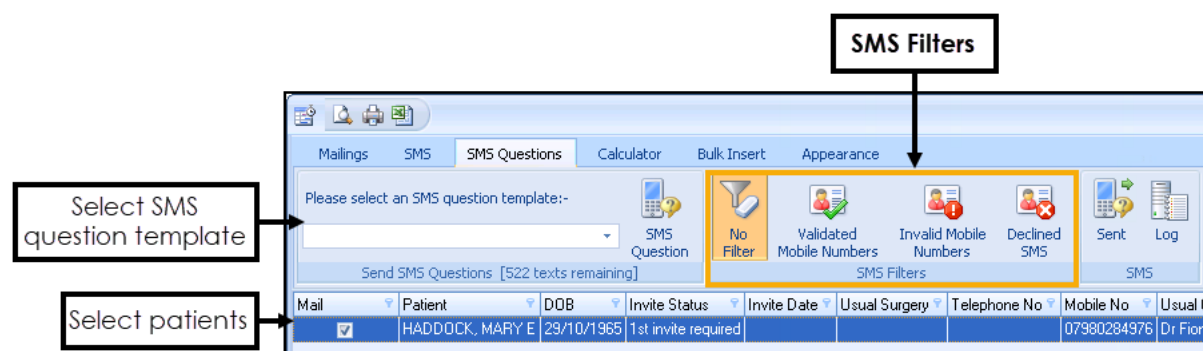 SMS Filters
Mailings SMS SMS Questions Calculator Bulk Insert Appearance
Select SMS
question template
Please select an SMS question template:-
SMS
Question
Send SMS Questions [522 texts remaining]
No
Filter
Validated
Mobile Numbers
Invalid Mobile
Numbers
Declined
SMS
SMS Filters
Sent
Log
SMS
Select patients
Mail Patient DOB Invite Status Invite Date Usual Surgery Telephone No Mobile No Usual
HADDOCK, MARY E 29/10/1965 1st invite required 07980284976 Dr Fior